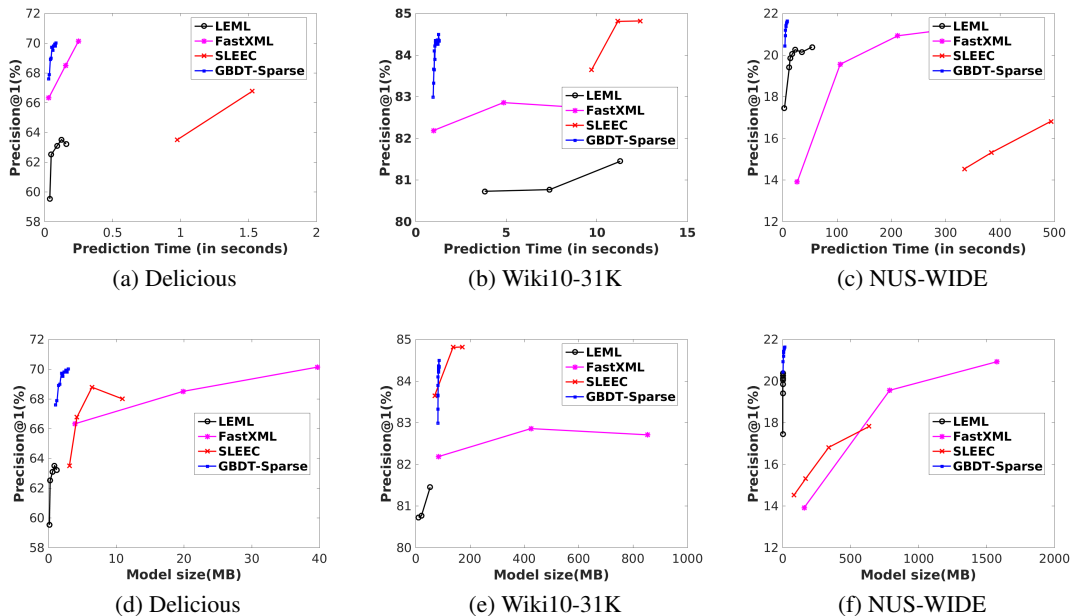 72
70
68
66
64
62
60
58
Precision@1(%)
0
0.5
1
1.5
2
Prediction Time (in seconds)
LEML
FastXML
SLEEC
GBDT-Sparse
(a) Delicious
85
84
83
82
81
80
Precision@1(%)
0
5
10
15
Prediction Time (in seconds)
LEML
FastXML
SLEEC
GBDT-Sparse
(b) Wiki10-31K
22
20
18
16
14
12
Precision@1(%)
0
100
200
300
400
500
Prediction Time (in seconds)
LEML
FastXML
SLEEC
GBDT-Sparse
(c) NUS-WIDE
72
70
68
66
64
62
60
58
Precision@1(%)
0
10
20
30
40
Model size(MB)
LEML
FastXML
SLEEC
GBDT-Sparse
(d) Delicious
85
84
83
82
81
80
Precision@1(%)
0
200
400
600
800
1000
Model size(MB)
LEML
FastXML
SLEEC
GBDT-Sparse
(e) Wiki10-31K
22
20
18
16
14
12
Precision@1(%)
0
500
1000
1500
2000
Model size(MB)
LEML
FastXML
SLEEC
GBDT-Sparse
(f) NUS-WIDE